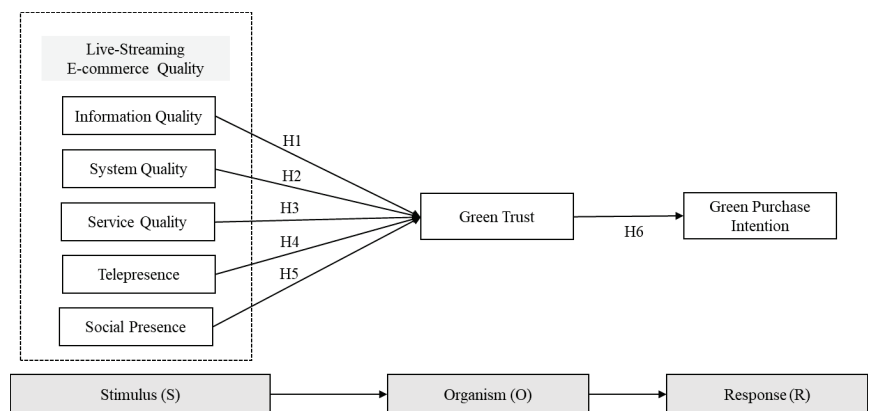 Live-Streaming
E-commerce Quality
Information Quality
System Quality
Service Quality
Telepresence
Social Presence
H1
H2
H3
H4
H5
Green Trust
H6
Green Purchase
Intention
Stimulus (S)
Organism (O)
Response (R)